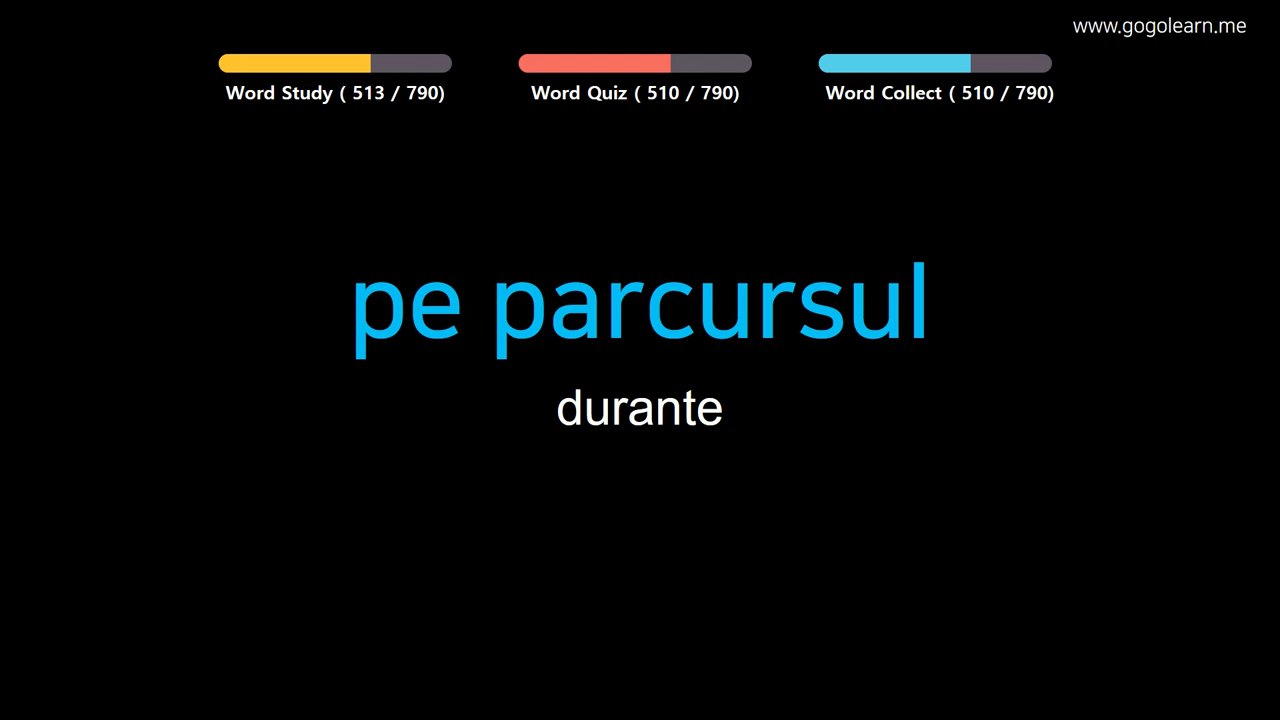 www.gogolearn.me
Word Study ( 513 / 790)
Word Quiz ( 510 / 790)
Word Collect ( 510 / 790)
pe parcursul
durante